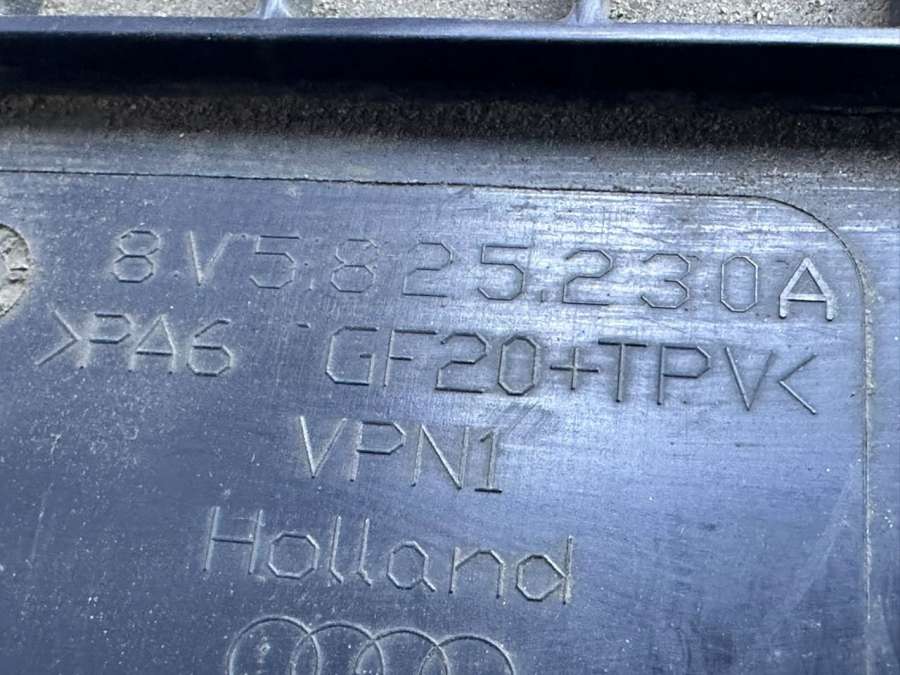 8V5.825.230A
>PA6 GF20+TPV<
VPN1
Holland